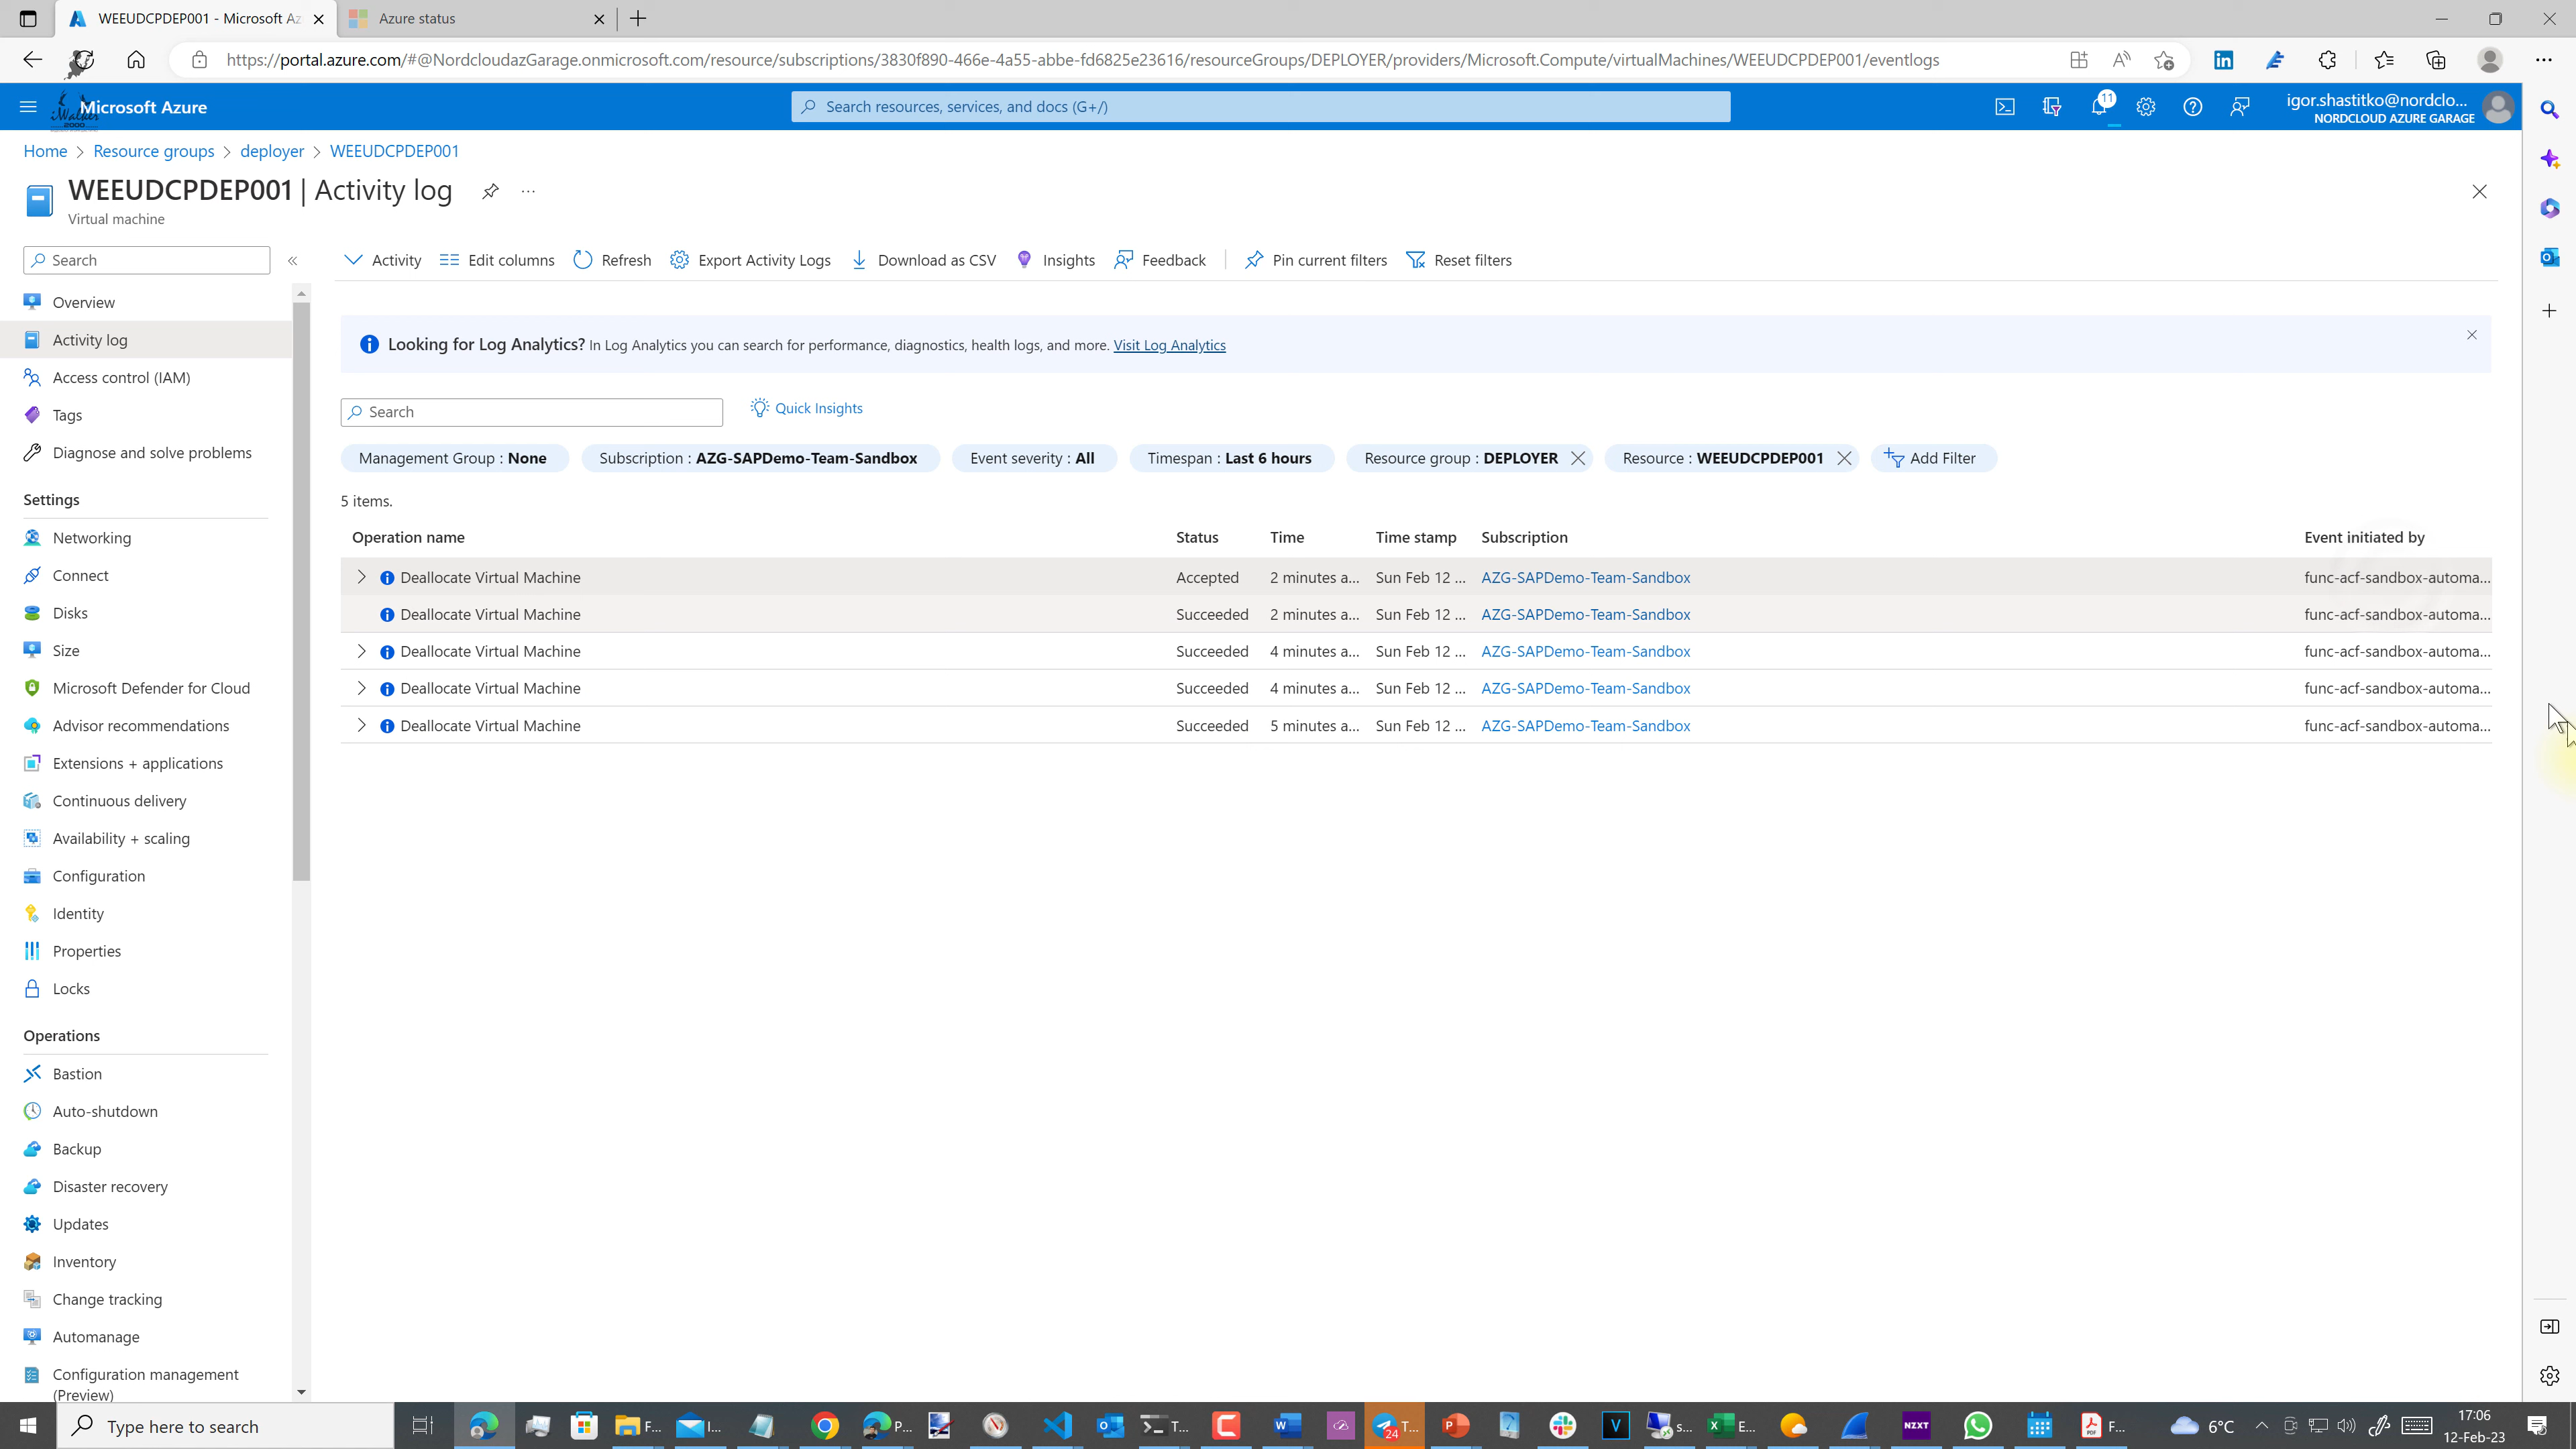 WEEUDCPDEP001 - Microsoft Az
Azure status
https://portal.azure.com/#@NordcloudazGarage.onmicrosoft.com/resource/subscriptions/3830f890-466e-4a55-abbe-fd6825e23616/resourceGroups/DEPLOYER/providers/Microsoft.Compute/virtualMachines/WEEUDCPDEP001/eventlogs
Microsoft Azure
iWalker
2000
Search resources, services, and docs (G+/)
11
igor.shastitko@nordclo...
NORDCLOUD AZURE GARAGE
Home > Resource groups > deployer > WEEUDCPDEP001
WEEUDCPDEP001 | Activity log
Virtual machine
Search
Overview
Activity log
Access control (IAM)
Tags
Diagnose and solve problems
Settings
Networking
Connect
Disks
Size
Microsoft Defender for Cloud
Advisor recommendations
Extensions + applications
Continuous delivery
Availability + scaling
Configuration
Identity
Properties
Locks
Operations
Bastion
Auto-shutdown
Backup
Disaster recovery
Updates
Inventory
Change tracking
Automanage
Configuration management
(Preview)
Activity Edit columns Refresh Export Activity Logs Download as CSV Insights Feedback Pin current filters Reset filters
Looking for Log Analytics? In Log Analytics you can search for performance, diagnostics, health logs, and more. Visit Log Analytics
Search Quick Insights
Management Group : None Subscription : AZG-SAPDemo-Team-Sandbox Event severity : All Timespan : Last 6 hours Resource group : DEPLOYER Resource : WEEUDCPDEP001 Add Filter
5 items.
Operation name Status Time Time stamp Subscription Event initiated by
Deallocate Virtual Machine Accepted 2 minutes a... Sun Feb 12 ... AZG-SAPDemo-Team-Sandbox func-acf-sandbox-automa...
Deallocate Virtual Machine Succeeded 2 minutes a... Sun Feb 12 ... AZG-SAPDemo-Team-Sandbox func-acf-sandbox-automa...
Deallocate Virtual Machine Succeeded 4 minutes a... Sun Feb 12 ... AZG-SAPDemo-Team-Sandbox func-acf-sandbox-automa...
Deallocate Virtual Machine Succeeded 4 minutes a... Sun Feb 12 ... AZG-SAPDemo-Team-Sandbox func-acf-sandbox-automa...
Deallocate Virtual Machine Succeeded 5 minutes a... Sun Feb 12 ... AZG-SAPDemo-Team-Sandbox func-acf-sandbox-automa...
Type here to search
F...
I...
P...
T...
24
T...
s...
E...
NZXT
F...
6°C
17:06
12-Feb-23